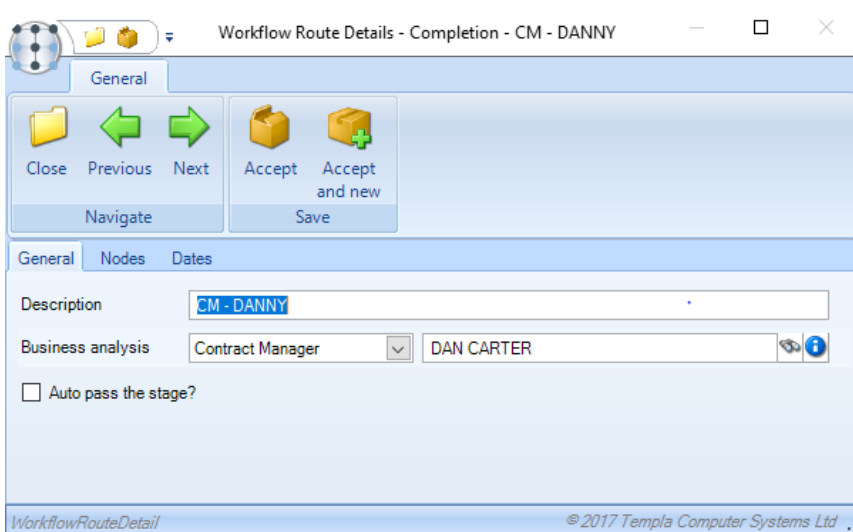 Workflow Route Details - Completion - CM - DANNY
General
Close Previous Next Accept Accept and new
Navigate Save
General Nodes Dates
Description CM - DANNY
Business analysis Contract Manager DAN CARTER
Auto pass the stage?
WorkflowRouteDetail © 2017 Templa Computer Systems Ltd